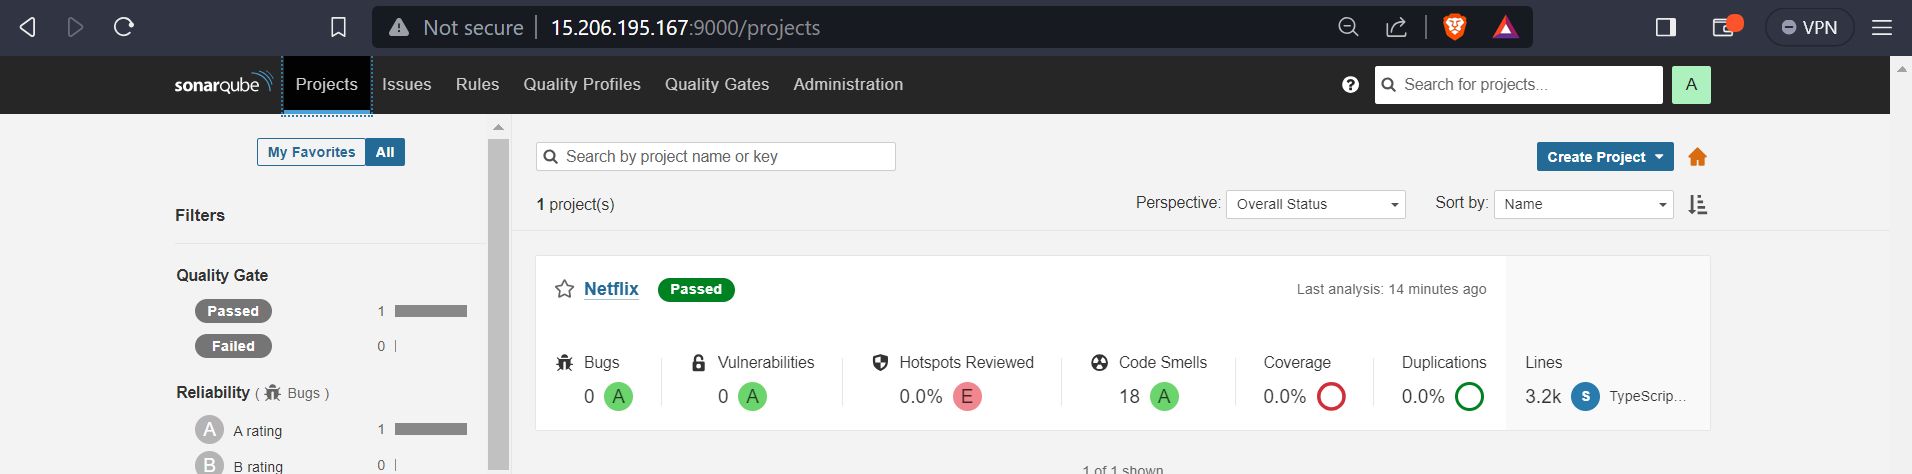 Not secure 15.206.195.167:9000/projects VPN
sonarqube Projects Issues Rules Quality Profiles Quality Gates Administration ? Search for projects... A
My Favorites All
Search by project name or key
Create Project
Filters
1 project(s)
Perspective: Overall Status Sort by: Name
Quality Gate
Passed 1
Failed 0
Reliability ( Bugs )
A A rating 1
B B rating 0
Netflix Passed Last analysis: 14 minutes ago
Bugs Vulnerabilities Hotspots Reviewed Code Smells Coverage Duplications Lines
0 A 0 A 0.0% E 18 A 0.0% 0.0% 3.2k S TypeScrip...
1 of 1 shown